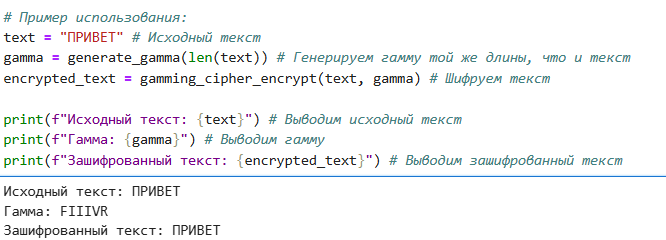 # Пример использования:
text = "ПРИВЕТ" # Исходный текст
gamma = generate_gamma(len(text)) # Генерируем гамму той же длины, что и текст
encrypted_text = gamming_cipher_encrypt(text, gamma) # Шифруем текст
print(f"Исходный текст: {text}") # Выводим исходный текст
print(f"Гамма: {gamma}") # Выводим гамму
print(f"Зашифрованный текст: {encrypted_text}") # Выводим зашифрованный текст
Исходный текст: ПРИВЕТ
Гамма: FIIIVR
Зашифрованный текст: ПРИВЕТ